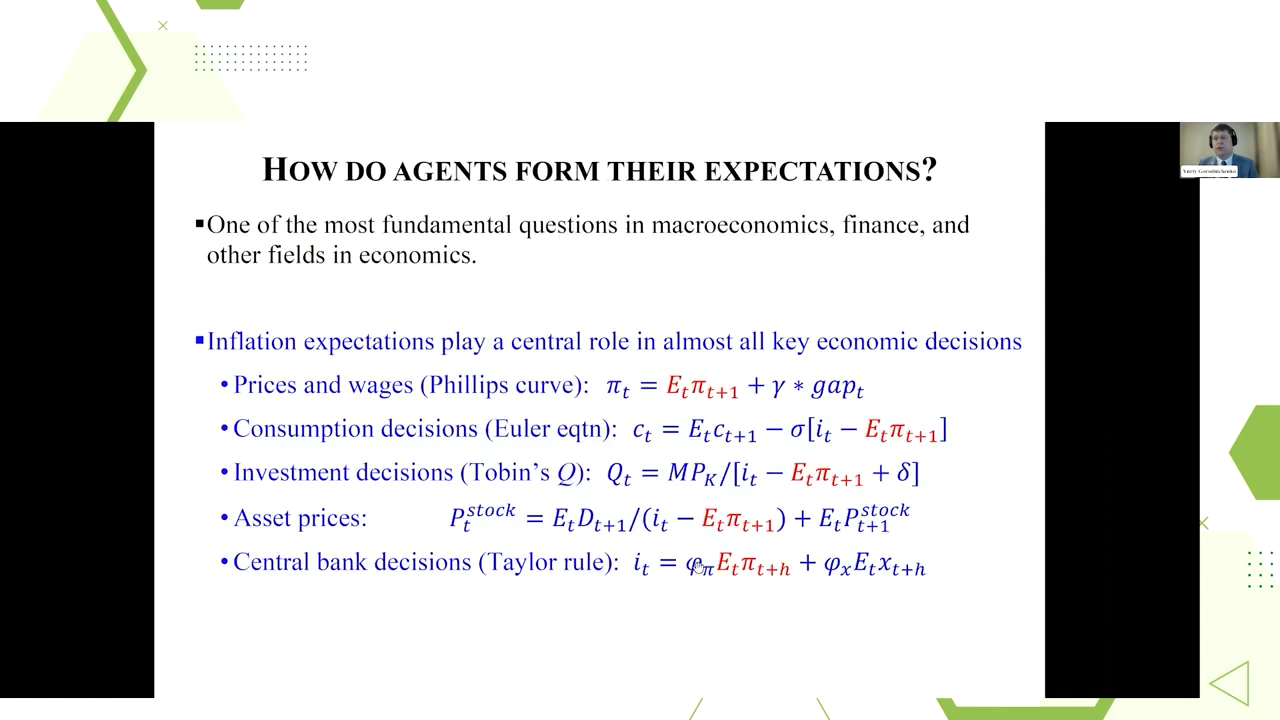 HOW DO AGENTS FORM THEIR EXPECTATIONS?
Yuriy Gorodnichenko
▪One of the most fundamental questions in macroeconomics, finance, and
other fields in economics.
▪Inflation expectations play a central role in almost all key economic decisions
• Prices and wages (Phillips curve): π_t = E_tπ_{t+1} + γ ∗ gap_t
• Consumption decisions (Euler eqtn): c_t = E_tc_{t+1} − σ[i_t − E_tπ_{t+1}]
• Investment decisions (Tobin's Q): Q_t = MP_K/[i_t − E_tπ_{t+1} + δ]
• Asset prices: P_t^{stock} = E_tD_{t+1}/(i_t − E_tπ_{t+1}) + E_tP_{t+1}^{stock}
• Central bank decisions (Taylor rule): i_t = φ_πE_tπ_{t+h} + φ_xE_tx_{t+h}